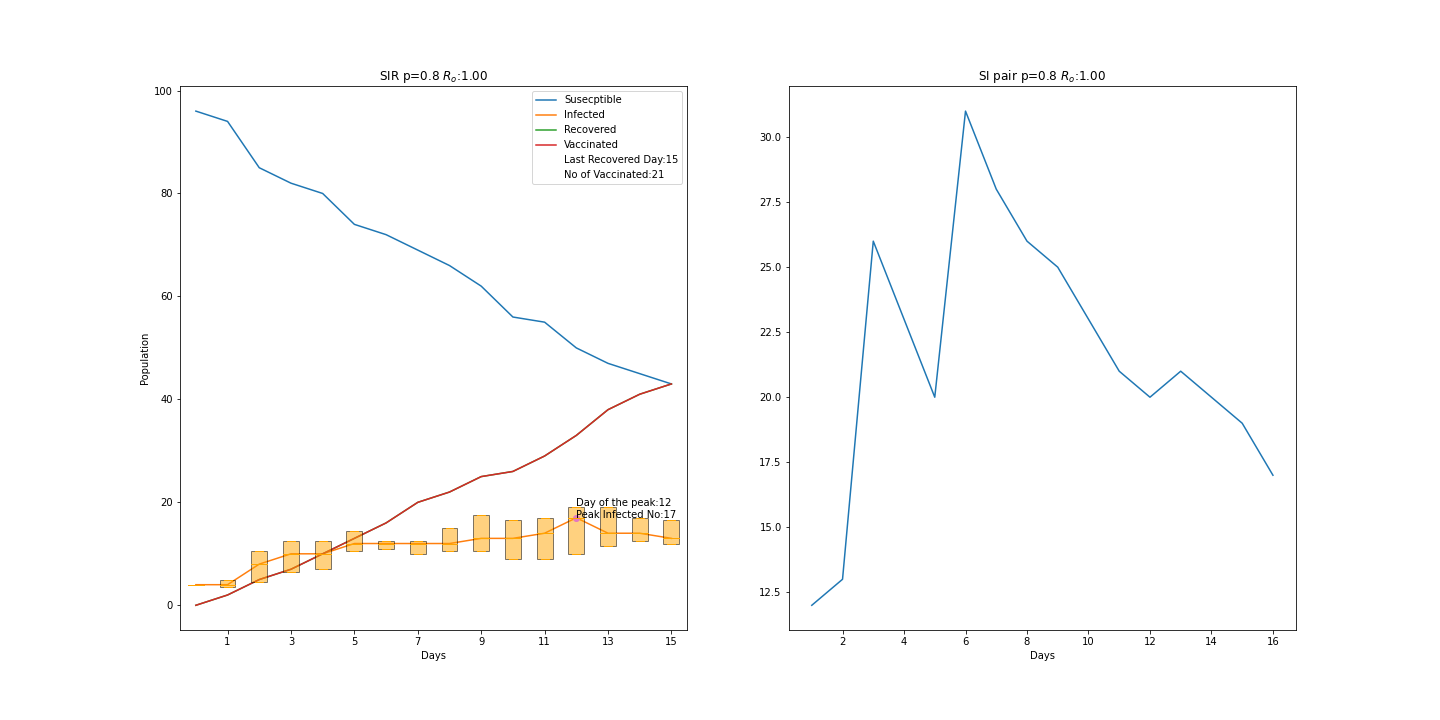 SIR p=0.8 Rₒ:1.00
100
80
60
40
20
0
Population
Susecptible
Infected
Recovered
Vaccinated
Last Recovered Day:15
No of Vaccinated:21
Day of the peak:12
Peak Infected No:17
1 3 5 7 9 11 13 15
Days
SI pair p=0.8 Rₒ:1.00
30.0
27.5
25.0
22.5
20.0
17.5
15.0
12.5
2 4 6 8 10 12 14 16
Days